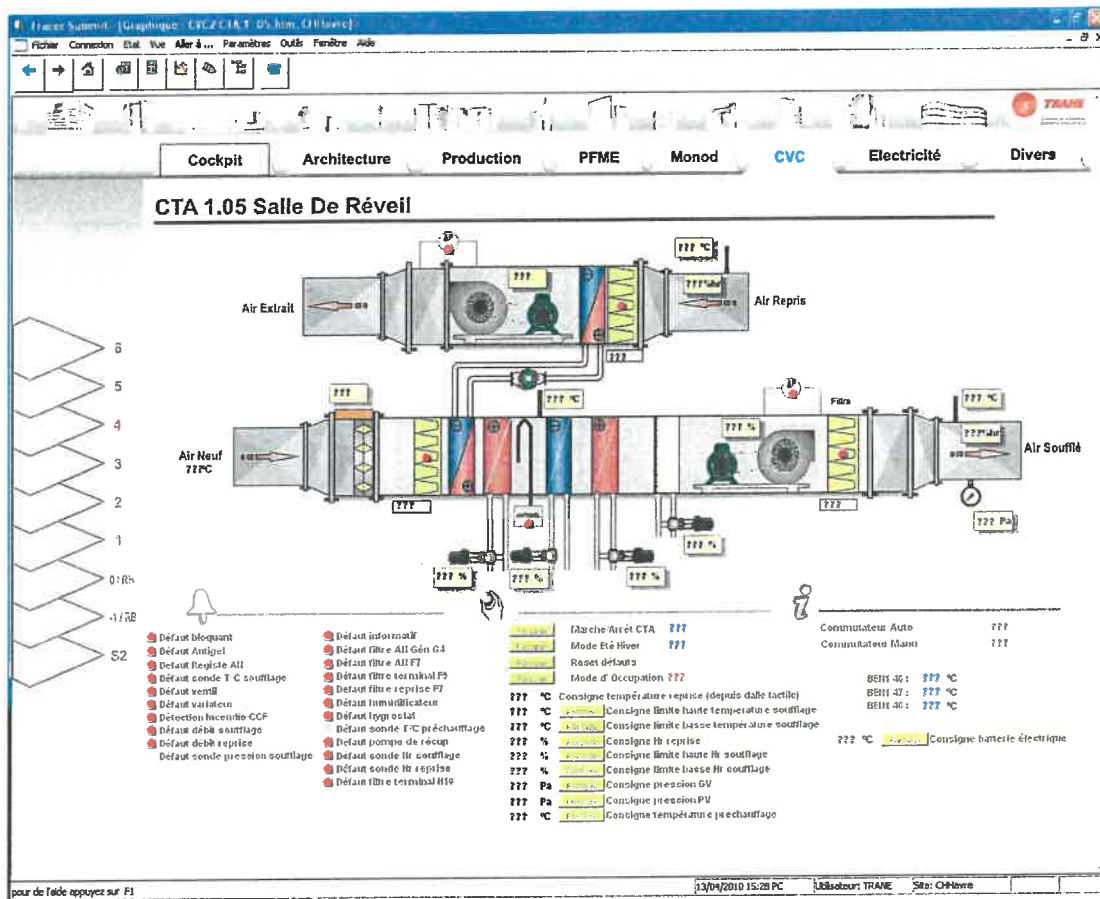 Tracer Summit - [Graphique : CVC2 CTA 1_05.htm, CHHavre]
Fichier Connexion Etat Vue Aller à ... Paramètres Outils Fenêtre Aide
TRANE
Cockpit Architecture Production PFME Monod CVC Electricité Divers
CTA 1.05 Salle De Réveil
??? °C
???
???%hr
Air Extrait
Air Repris
???
6
5
4
3
2
1
0/RH
-1/RB
S2
???
??? °C
Filtre
??? °C
??? %
???%hr
Air Neuf
???°C
Air Soufflé
???
???
??? Pa
??? %
??? %
??? %
??? %
Défaut bloquant
Défaut Antigel
Défaut Registe AN
Défaut sonde T°C soufflage
Défaut ventil
Défaut variateur
Détection Incendie CCF
Défaut débit soufflage
Défaut débit reprise
Défaut sonde pression soufflage
Défaut informatif
Défaut filtre AN Gén G4
Défaut filtre AN F7
Défaut filtre terminal F9
Défaut filtre reprise F7
Défaut humidificateur
Défaut hygrostat
Défaut sonde T°C préchauffage
Défaut pompe de récup
Défaut sonde Hr soufflage
Défaut sonde Hr reprise
Défaut filtre terminal H10
Marche/Arrêt CTA ???
Mode Eté Hiver ???
Reset défauts
Mode d' Occupation ???
??? °C Consigne température reprise (depuis dalle tactile)
??? °C Consigne limite haute température soufflage
??? °C Consigne limite basse température soufflage
??? % Consigne Hr reprise
??? % Consigne limite haute Hr soufflage
??? % Consigne limite basse Hr soufflage
??? Pa Consigne pression GV
??? Pa Consigne pression PV
??? °C Consigne température préchauffage
Commutateur Auto ???
Commutateur Manu ???
??? °C
??? °C
??? °C
??? °C Consigne batterie électrique
pour de l'aide appuyez sur F1
13/04/2010 15:28 PC Utilisateur: TRANE Site: CHHavre